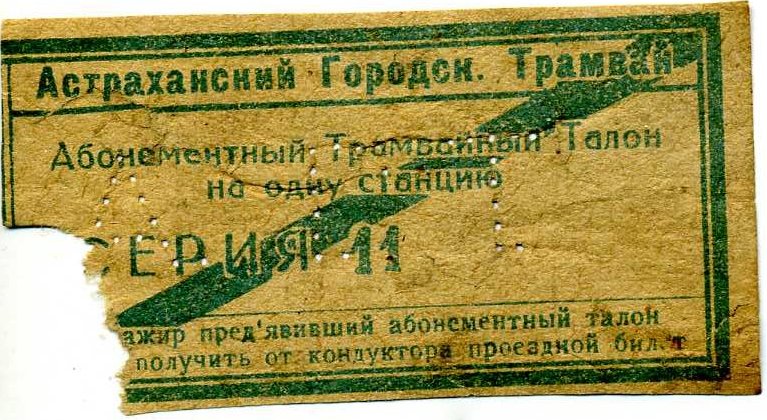 Астраханский Городск. Трамвай
Абонементный Трамвайный Талон
на одну станцию
СЕРИЯ 11
ажир пред'явивший абонементный талон
получить от кондуктора проездной билет